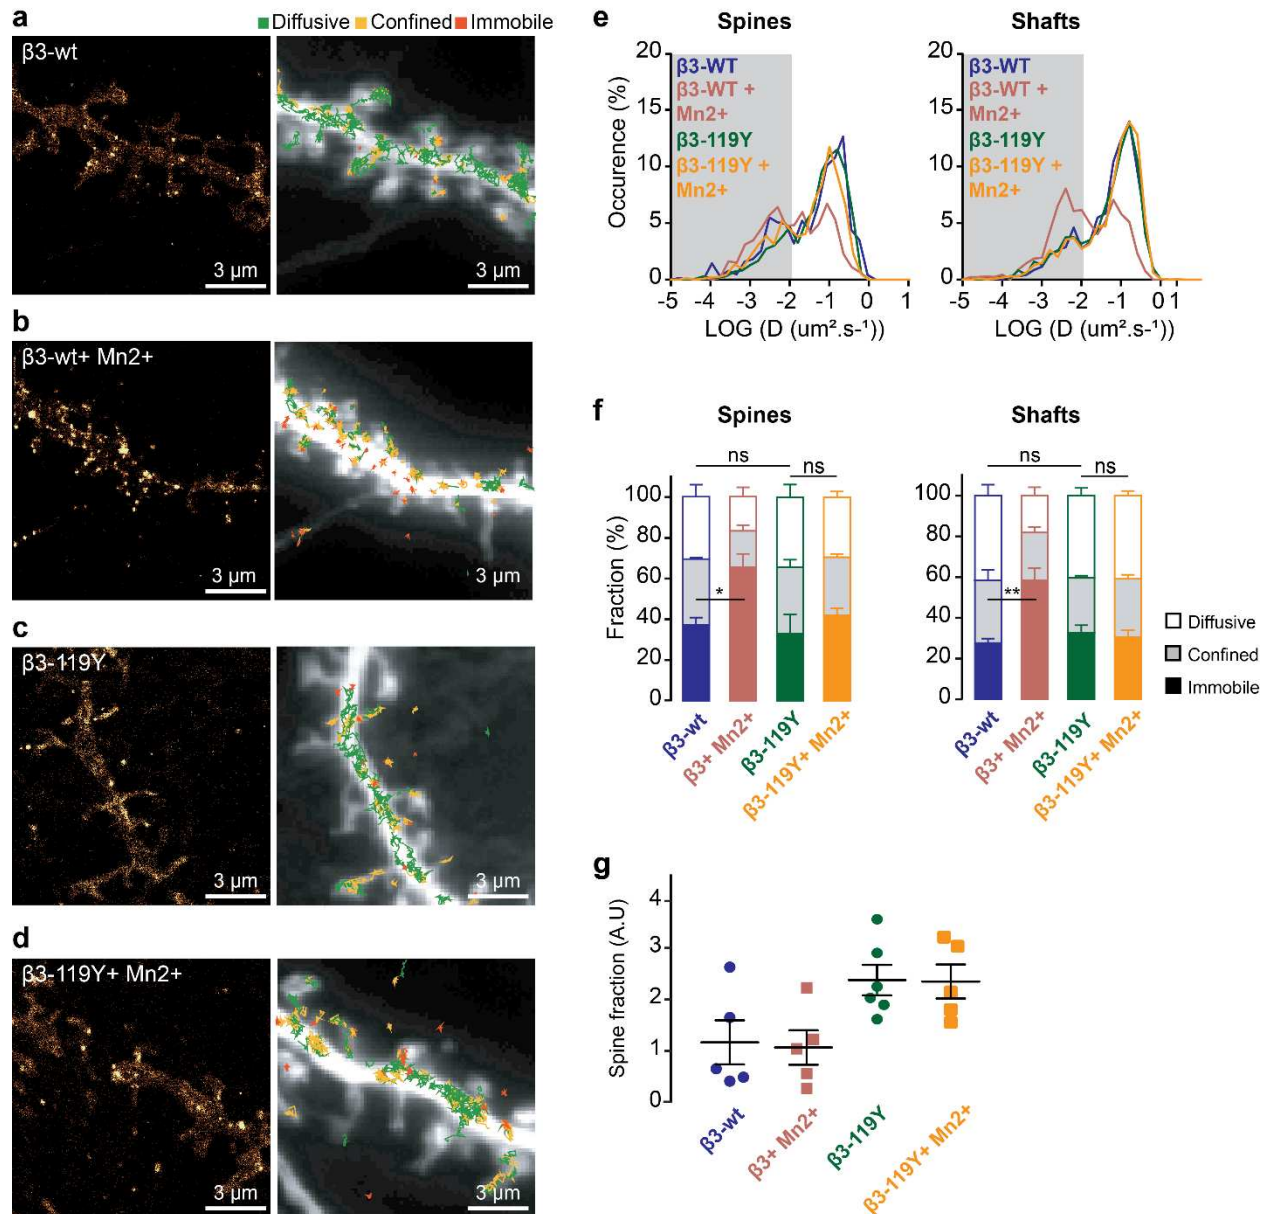 a
Diffusive Confined Immobile
β3-wt
3 µm
3 µm
b
β3-wt+ Mn2+
3 µm
3 µm
c
β3-119Y
3 µm
3 µm
d
β3-119Y+ Mn2+
3 µm
3 µm
e
Spines
Shafts
Occurence (%)
20
15
10
5
0
β3-WT
β3-WT +
Mn2+
β3-119Y
β3-119Y +
Mn2+
-5 -4 -3 -2 -1 0 1
LOG (D (um².s-¹))
20
15
10
5
0
β3-WT
β3-WT +
Mn2+
β3-119Y
β3-119Y +
Mn2+
-5 -4 -3 -2 -1 0 1
LOG (D (um².s-¹))
f
Spines
Shafts
Fraction (%)
ns
ns
100
80
60
40
20
0
*
β3-wt
β3+ Mn2+
β3-119Y
β3-119Y+ Mn2+
ns
ns
100
80
60
40
20
0
**
β3-wt
β3+ Mn2+
β3-119Y
β3-119Y+ Mn2+
Diffusive
Confined
Immobile
g
Spine fraction (A.U)
4
3
2
1
0
β3-wt
β3+ Mn2+
β3-119Y
β3-119Y+ Mn2+